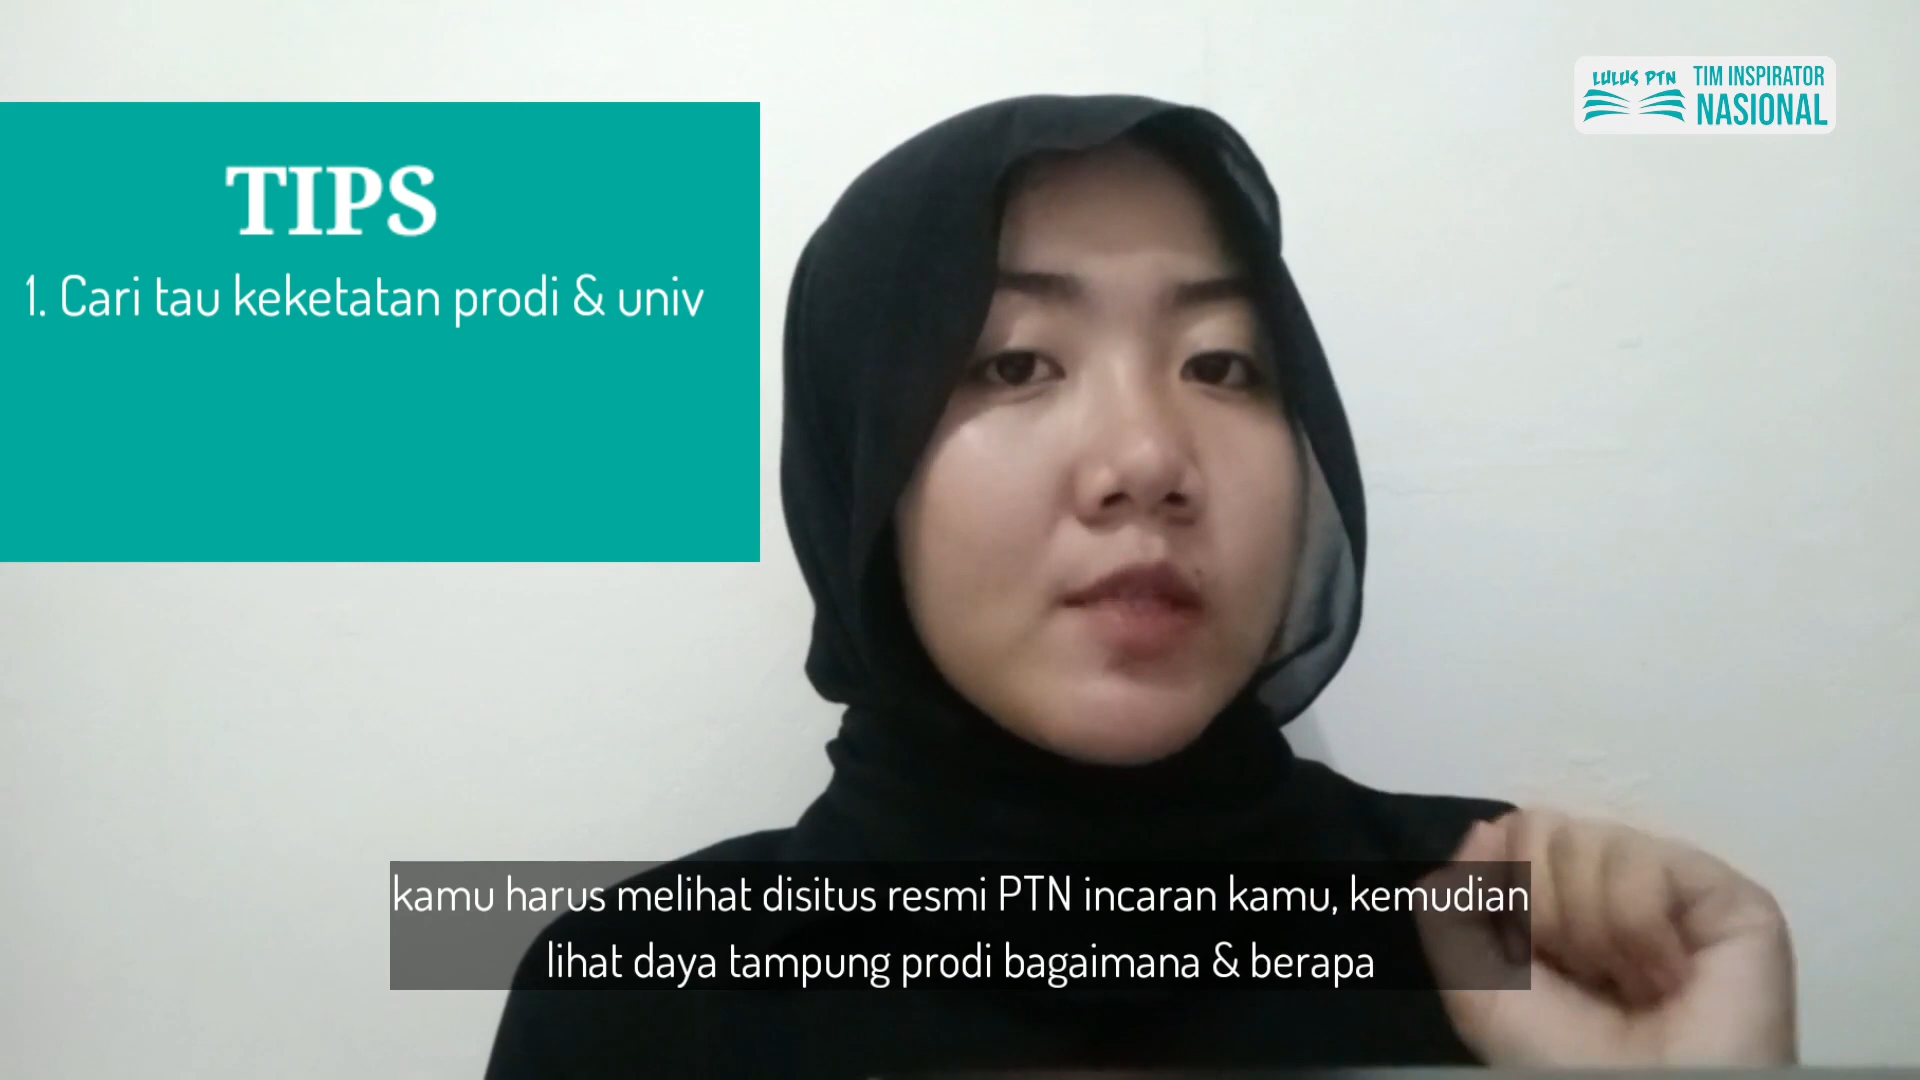 LULUS PTN
TIM INSPIRATOR
NASIONAL
TIPS
1. Cari tau keketatan prodi & univ
kamu harus melihat disitus resmi PTN incaran kamu, kemudian
lihat daya tampung prodi bagaimana & berapa